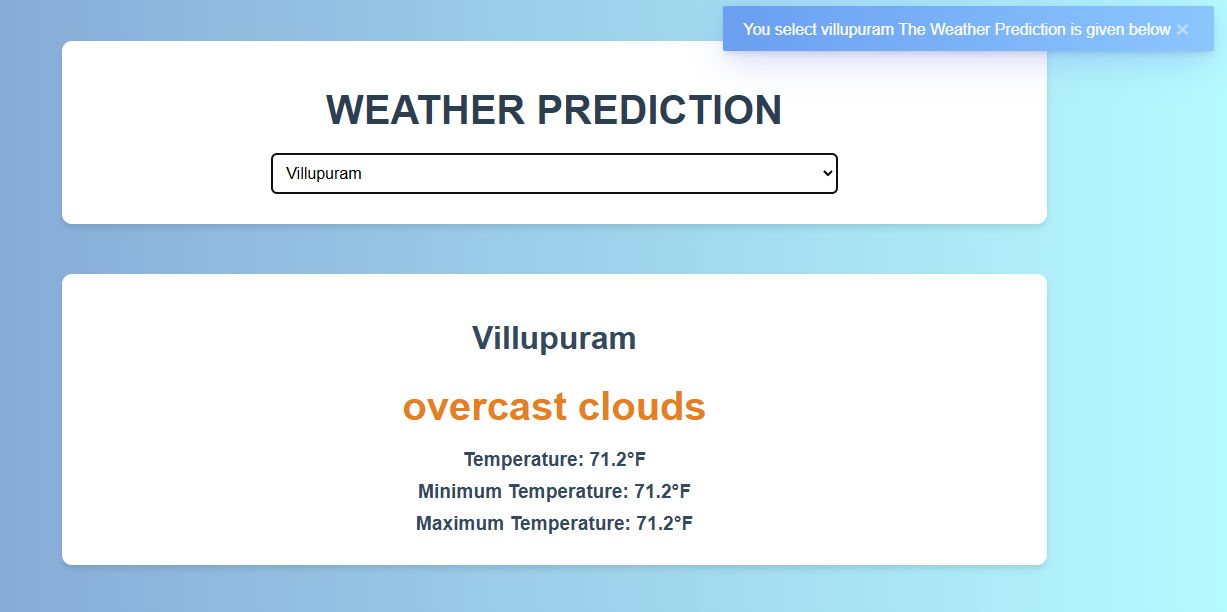 You select villupuram The Weather Prediction is given below ✕
WEATHER PREDICTION
Villupuram
Villupuram
overcast clouds
Temperature: 71.2°F
Minimum Temperature: 71.2°F
Maximum Temperature: 71.2°F